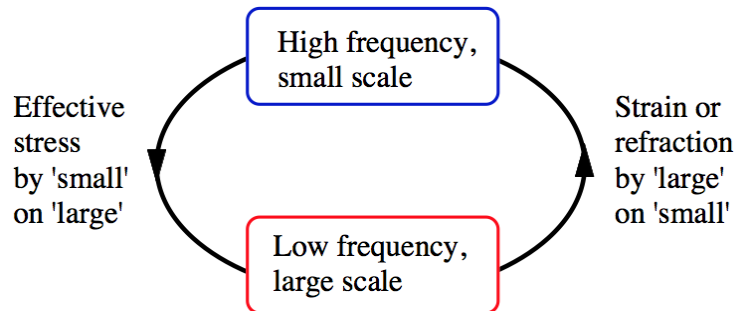 High frequency,
small scale
Effective
stress
by 'small'
on 'large'
Strain or
refraction
by 'large'
on 'small'
Low frequency,
large scale